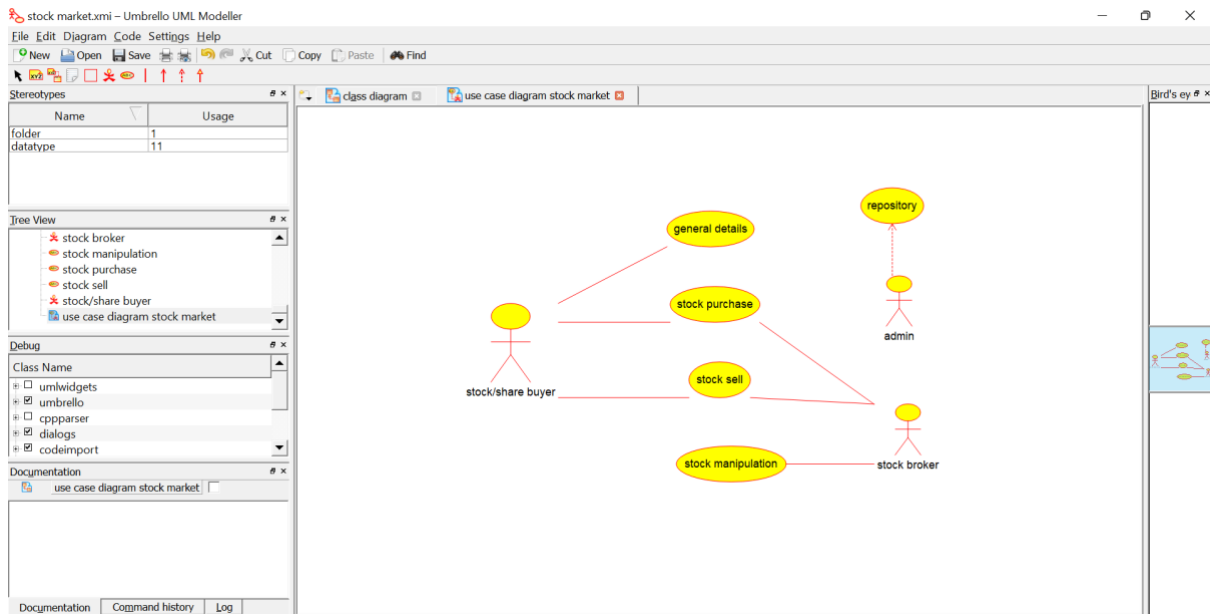 stock market.xmi – Umbrello UML Modeller
File Edit Diagram Code Settings Help
New Open Save Cut Copy Paste Find
Stereotypes
Name Usage
folder 1
datatype 11
Tree View
stock broker
stock manipulation
stock purchase
stock sell
stock/share buyer
use case diagram stock market
Debug
Class Name
umlwidgets
umbrello
cppparser
dialogs
codeimport
Documentation
use case diagram stock market
Documentation Command history Log
class diagram use case diagram stock market
Bird's ey
repository
general details
stock purchase
admin
stock sell
stock/share buyer
stock manipulation
stock broker